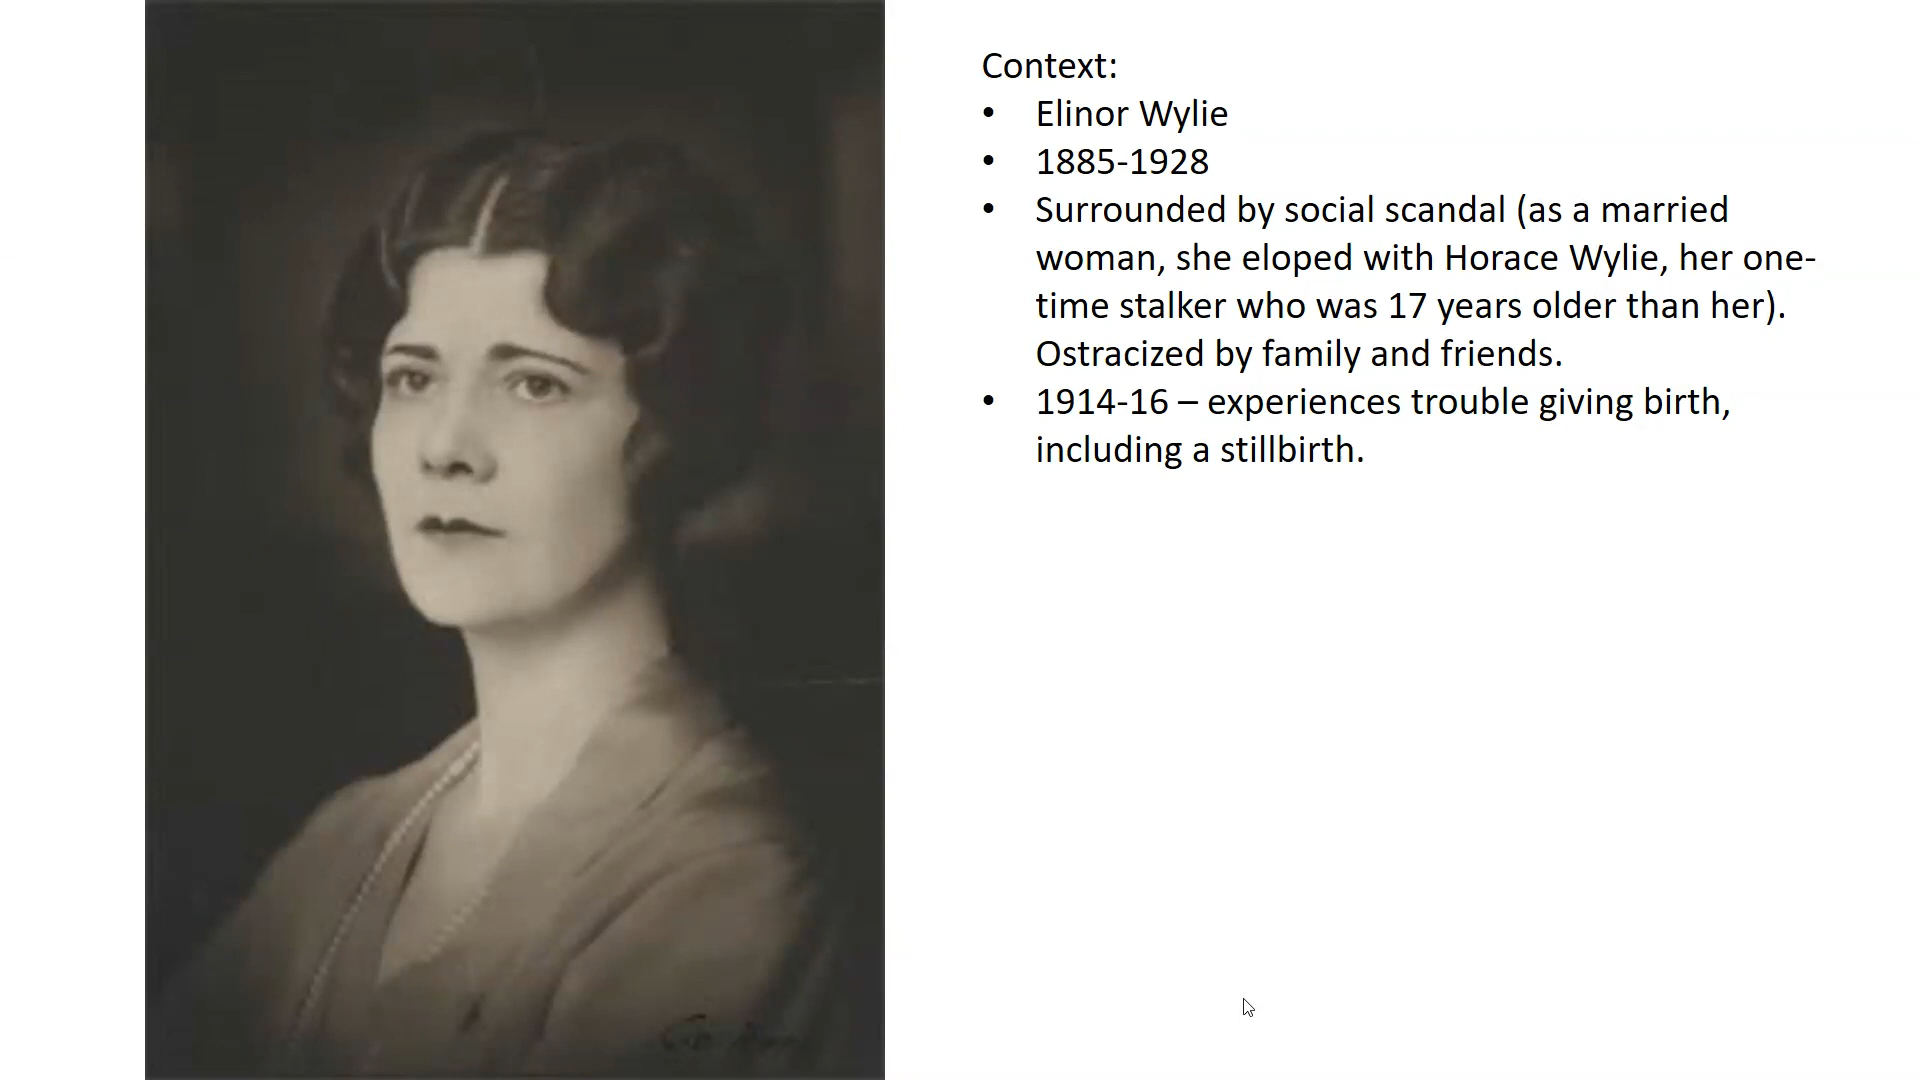 Context:
• Elinor Wylie
• 1885-1928
• Surrounded by social scandal (as a married
woman, she eloped with Horace Wylie, her one-
time stalker who was 17 years older than her).
Ostracized by family and friends.
• 1914-16 – experiences trouble giving birth,
including a stillbirth.